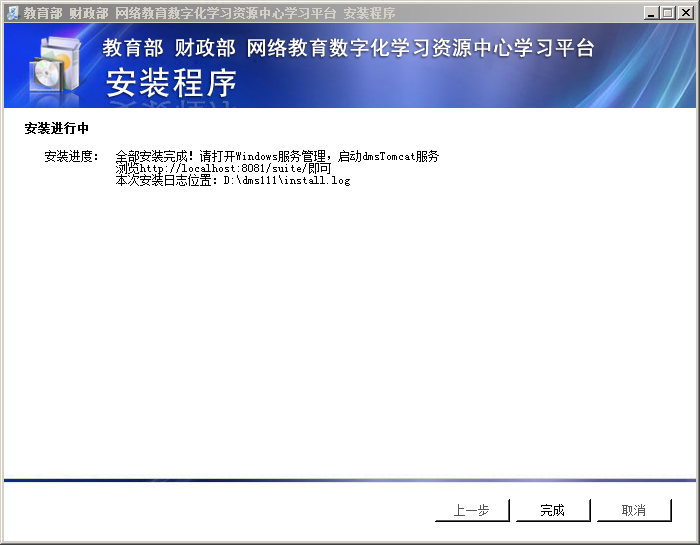 教育部 财政部 网络教育数字化学习资源中心学习平台 安装程序
教育部 财政部 网络教育数字化学习资源中心学习平台
安装程序
安装进行中
安装进度： 全部安装完成！请打开Windows服务管理，启动dmsTomcat服务
浏览http://localhost:8081/suite/即可
本次安装日志位置：D:\dms111\install.log
上一步 完成 取消